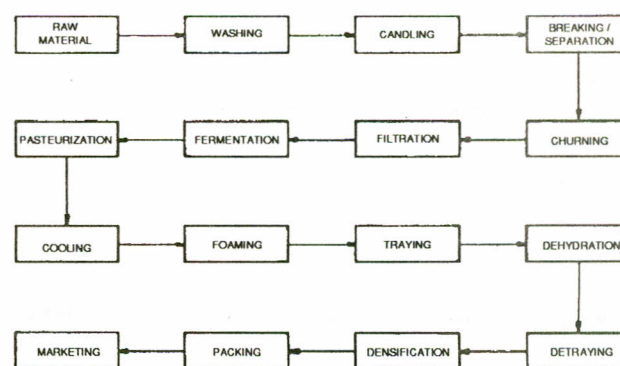 RAW
MATERIAL
WASHING
CANDLING
BREAKING /
SEPARATION
CHURNING
FILTRATION
FERMENTATION
PASTEURIZATION
COOLING
FOAMING
TRAYING
DEHYDRATION
DETRAYING
DENSIFICATION
PACKING
MARKETING